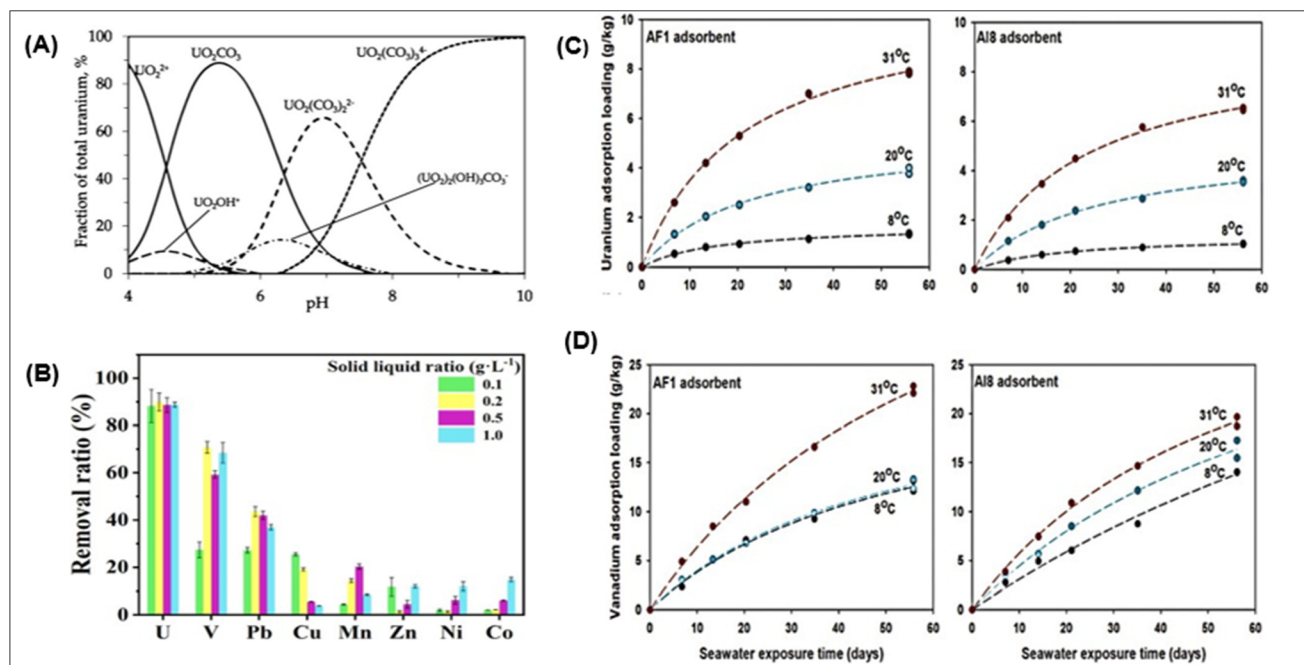 (A)
Fraction of total uranium, %
100
80
60
40
20
0
UO₂²⁺
UO₂CO₃
UO₂(CO₃)₃⁴⁻
UO₂(CO₃)₂²⁻
(UO₂)₂(OH)₃CO₃⁻
UO₂OH⁺
4 6 8 10
pH
(B)
Removal ratio (%)
100
80
60
40
20
0
Solid liquid ratio (g·L⁻¹)
0.1
0.2
0.5
1.0
U V Pb Cu Mn Zn Ni Co
(C)
Uranium adsorption loading (g/kg)
10
8
6
4
2
0
AF1 adsorbent
31°C
20°C
8°C
0 10 20 30 40 50 60
10
8
6
4
2
0
AI8 adsorbent
31°C
20°C
8°C
0 10 20 30 40 50 60
(D)
Vanadium adsorption loading (g/kg)
25
20
15
10
5
0
AF1 adsorbent
31°C
20°C
8°C
0 10 20 30 40 50 60
Seawater exposure time (days)
25
20
15
10
5
0
AI8 adsorbent
31°C
20°C
8°C
0 10 20 30 40 50 60
Seawater exposure time (days)